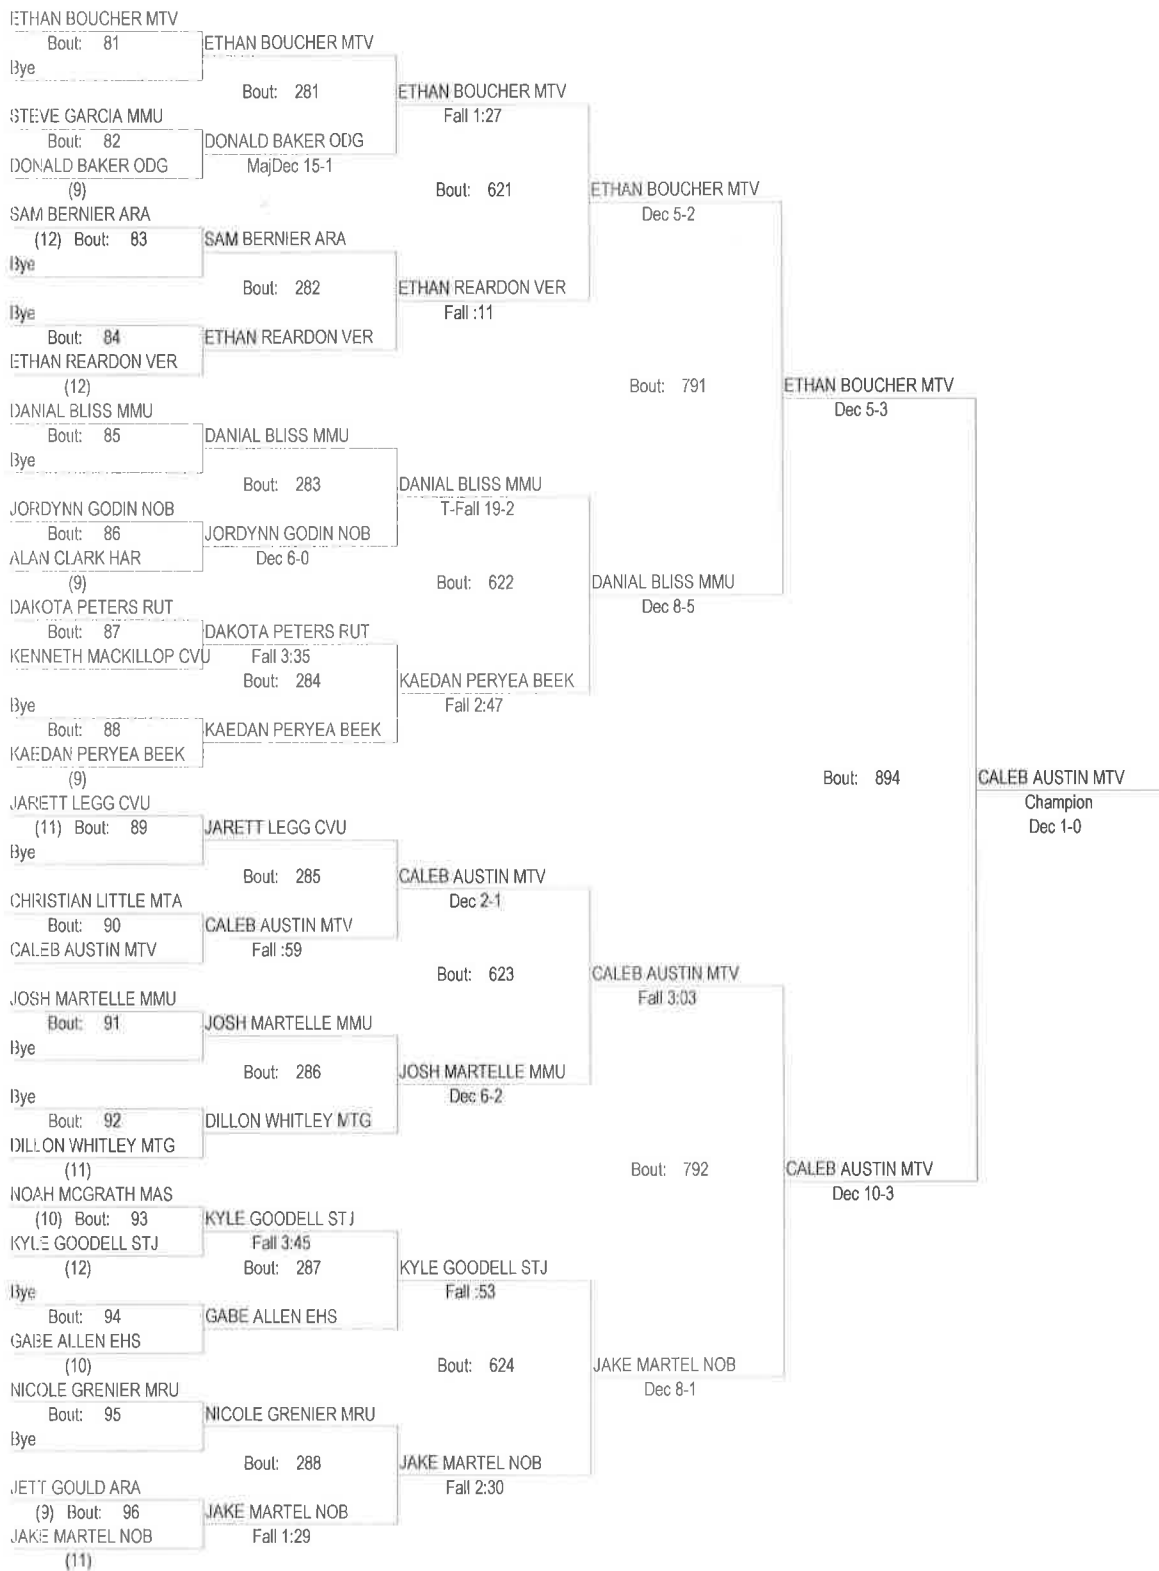 ETHAN BOUCHER MTV
Bout: 81
Bye
ETHAN BOUCHER MTV
Bout: 281
STEVE GARCIA MMU
Bout: 82
DONALD BAKER ODG
(9)
DONALD BAKER ODG
MajDec 15-1
ETHAN BOUCHER MTV
Fall 1:27
Bout: 621
SAM BERNIER ARA
(12) Bout: 83
Bye
SAM BERNIER ARA
Bout: 282
Bye
Bout: 84
ETHAN REARDON VER
(12)
ETHAN REARDON VER
ETHAN REARDON VER
Fall :11
ETHAN BOUCHER MTV
Dec 5-2
Bout: 791
DANIAL BLISS MMU
Bout: 85
Bye
DANIAL BLISS MMU
Bout: 283
JORDYNN GODIN NOB
Bout: 86
ALAN CLARK HAR
(9)
JORDYNN GODIN NOB
Dec 6-0
DANIAL BLISS MMU
T-Fall 19-2
Bout: 622
DAKOTA PETERS RUT
Bout: 87
KENNETH MACKILLOP CVU
DAKOTA PETERS RUT
Fall 3:35
Bout: 284
Bye
Bout: 88
KAEDAN PERYEA BEEK
(9)
KAEDAN PERYEA BEEK
KAEDAN PERYEA BEEK
Fall 2:47
DANIAL BLISS MMU
Dec 8-5
ETHAN BOUCHER MTV
Dec 5-3
Bout: 894
CALEB AUSTIN MTV
Champion
Dec 1-0
JARETT LEGG CVU
(11) Bout: 89
Bye
JARETT LEGG CVU
Bout: 285
CHRISTIAN LITTLE MTA
Bout: 90
CALEB AUSTIN MTV
CALEB AUSTIN MTV
Fall :59
CALEB AUSTIN MTV
Dec 2-1
Bout: 623
JOSH MARTELLE MMU
Bout: 91
Bye
JOSH MARTELLE MMU
Bout: 286
Bye
Bout: 92
DILLON WHITLEY MTG
(11)
DILLON WHITLEY MTG
JOSH MARTELLE MMU
Dec 6-2
CALEB AUSTIN MTV
Fall 3:03
Bout: 792
CALEB AUSTIN MTV
Dec 10-3
NOAH MCGRATH MAS
(10) Bout: 93
KYLE GOODELL STJ
(12)
KYLE GOODELL STJ
Fall 3:45
Bout: 287
Bye
Bout: 94
GABE ALLEN EHS
(10)
GABE ALLEN EHS
KYLE GOODELL STJ
Fall :53
Bout: 624
NICOLE GRENIER MRU
Bout: 95
Bye
NICOLE GRENIER MRU
Bout: 288
JETT GOULD ARA
(9) Bout: 96
JAKE MARTEL NOB
(11)
JAKE MARTEL NOB
Fall 1:29
JAKE MARTEL NOB
Fall 2:30
JAKE MARTEL NOB
Dec 8-1